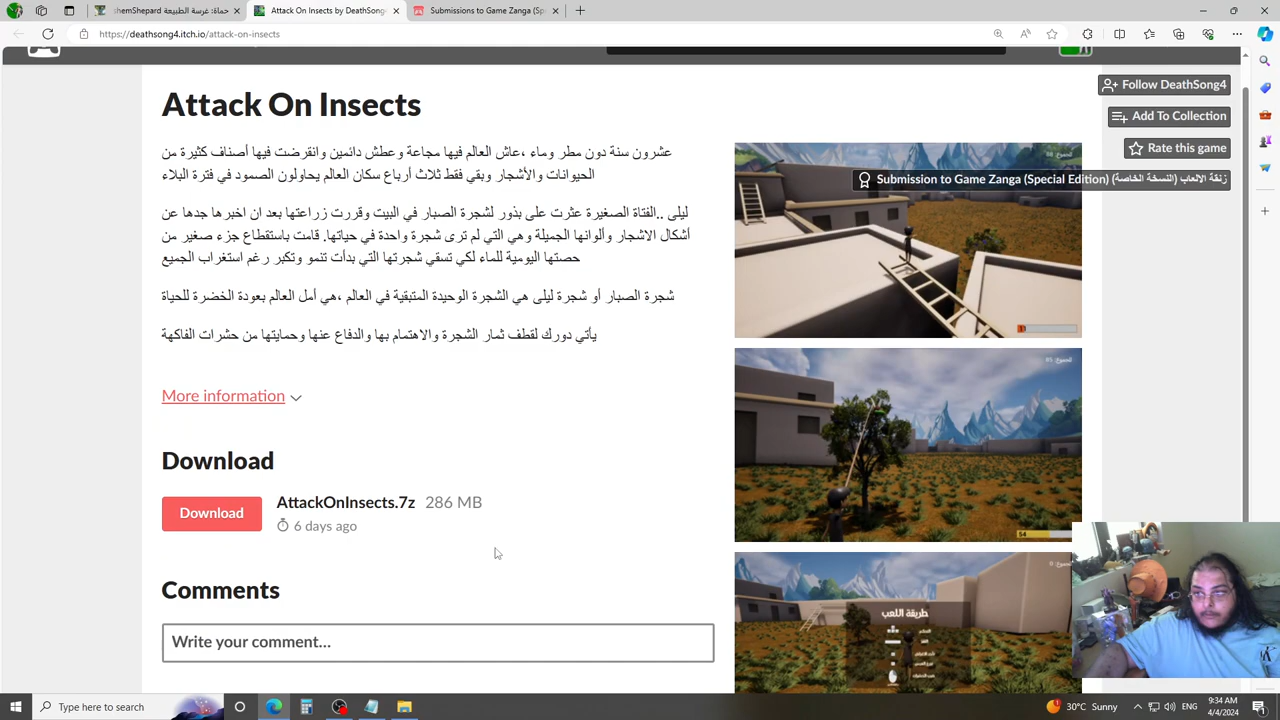 حماة: غرسة الطبيعة hemShepard
Attack On Insects by DeathSong
Submissions to Game Zanga (Sp
https://deathsong4.itch.io/attack-on-insects
Follow DeathSong4
Add To Collection
Rate this game
Submission to Game Zanga (Special Edition) زنقة الالعاب (النسخة الخاصة)
Attack On Insects
عشرون سنة دون مطر وماء ،عاش العالم فيها مجاعة وعطش دائمين وانقرضت فيها أصناف كثيرة من
الحيوانات والأشجار وبقي فقط ثلاث أرباع سكان العالم يحاولون الصمود في فترة البلاء
ليلى ..الفتاة الصغيرة عثرت على بذور لشجرة الصبار في البيت وقررت زراعتها بعد ان اخبرها جدها عن
أشكال الاشجار وألوانها الجميلة وهي التي لم ترى شجرة واحدة في حياتها. قامت باستقطاع جزء صغير من
حصتها اليومية للماء لكي تسقي شجرتها التي بدأت تنمو وتكبر رغم استغراب الجميع
شجرة الصبار أو شجرة ليلى هي الشجرة الوحيدة المتبقية في العالم ،هي أمل العالم بعودة الخضرة للحياة
يأتي دورك لقطف ثمار الشجرة والاهتمام بها والدفاع عنها وحمايتها من حشرات الفاكهة
More information
Download
Download
AttackOnInsects.7z 286 MB
6 days ago
Comments
Write your comment...
54
طريقة اللعب
Type here to search
30°C Sunny
ENG
9:34 AM
4/4/2024